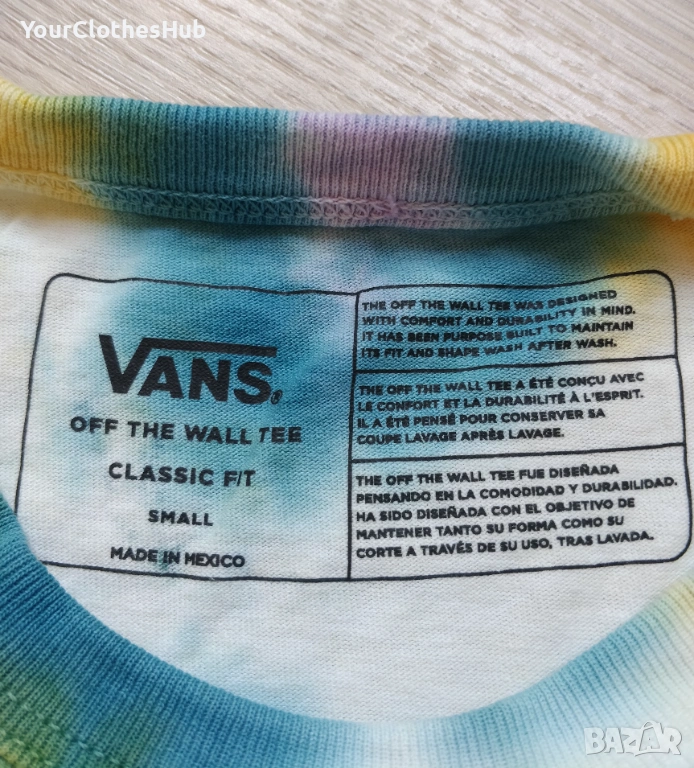 YourClothesHub
VANS®
OFF THE WALL TEE
CLASSIC FIT
SMALL
MADE IN MEXICO
THE OFF THE WALL TEE WAS DESIGNED
WITH COMFORT AND DURABILITY IN MIND.
IT HAS BEEN PURPOSE BUILT TO MAINTAIN
ITS FIT AND SHAPE WASH AFTER WASH.
THE OFF THE WALL TEE A ÉTÉ CONÇU AVEC
LE CONFORT ET LA DURABILITÉ À L'ESPRIT.
IL A ÉTÉ PENSÉ POUR CONSERVER SA
COUPE LAVAGE APRÈS LAVAGE.
THE OFF THE WALL TEE FUE DISEÑADA
PENSANDO EN LA COMODIDAD Y DURABILIDAD.
HA SIDO DISEÑADA CON EL OBJETIVO DE
MANTENER TANTO SU FORMA COMO SU
CORTE A TRAVÉS DE SU USO, TRAS LAVADA.
BAZAR